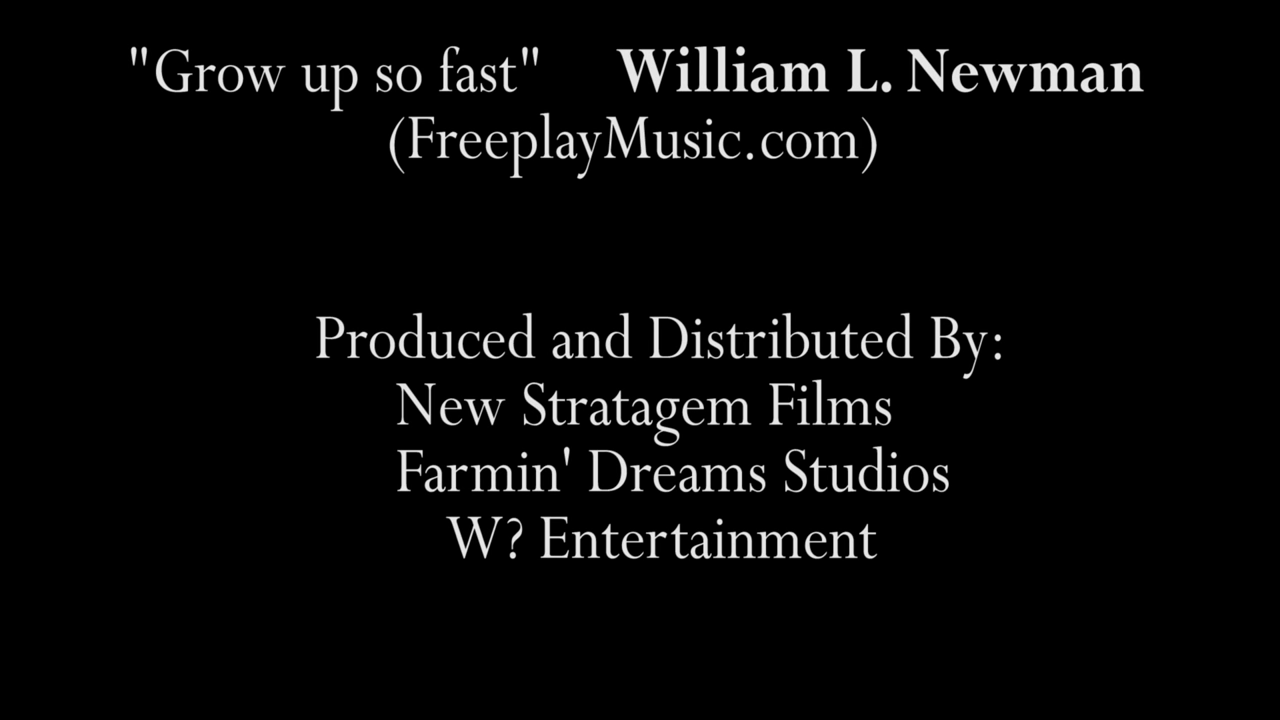 "Grow up so fast" William L. Newman
(FreeplayMusic.com)
Produced and Distributed By:
New Stratagem Films
Farmin' Dreams Studios
W? Entertainment